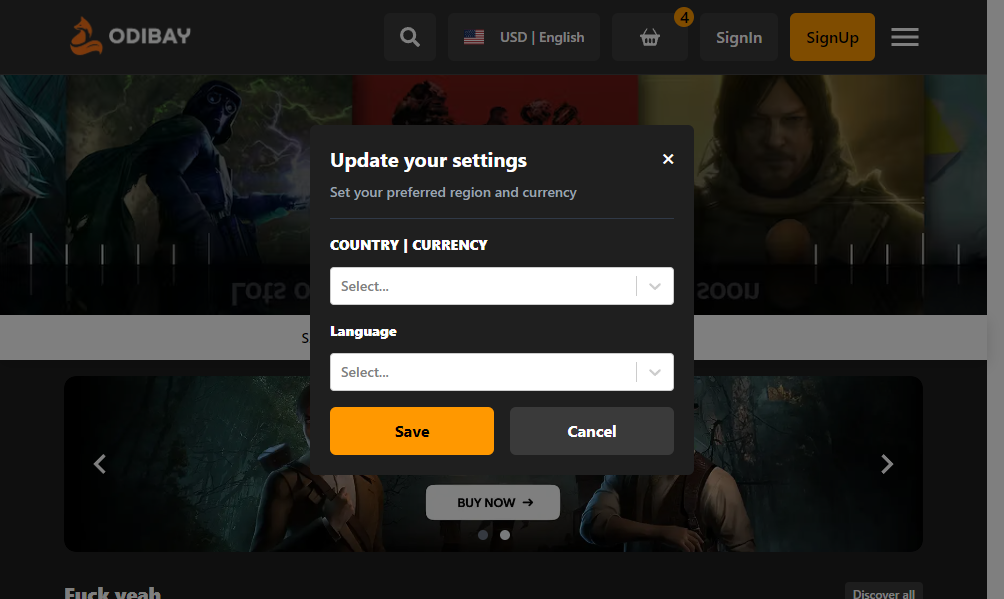 ODIBAY
USD | English
4
SignIn
SignUp
Update your settings
Set your preferred region and currency
COUNTRY | CURRENCY
Select...
Language
Select...
Save
Cancel
Lots o
soon
S
BUY NOW →
Fuck yeah
Discover all